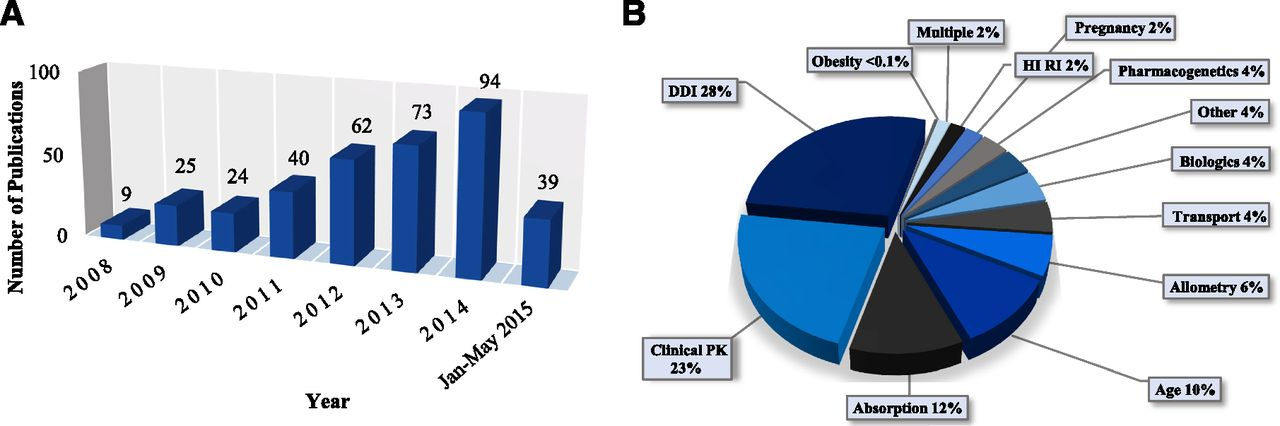 A
Number of Publications
100
50
0
9
25
24
40
62
73
94
39
2008
2009
2010
2011
2012
2013
2014
Jan-May 2015
Year
B
Multiple 2%
Pregnancy 2%
Obesity <0.1%
HI RI 2%
Pharmacogenetics 4%
DDI 28%
Other 4%
Biologics 4%
Transport 4%
Allometry 6%
Clinical PK
23%
Age 10%
Absorption 12%